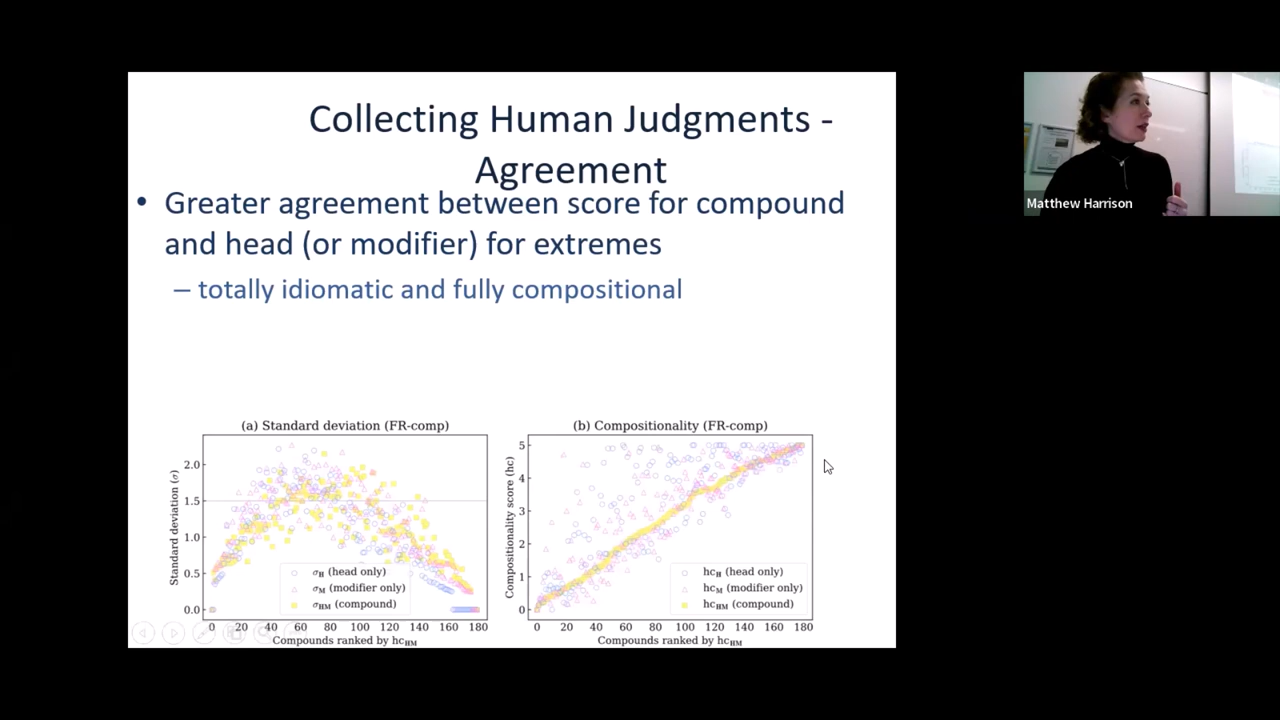 Collecting Human Judgments -
Agreement
• Greater agreement between score for compound
and head (or modifier) for extremes
– totally idiomatic and fully compositional
(a) Standard deviation (FR-comp)
Standard deviation (σ)
2.0
1.5
1.0
0.5
0.0
σH (head only)
σM (modifier only)
σHM (compound)
0 20 40 60 80 100 120 140 160 180
Compounds ranked by hcHM
(b) Compositionality (FR-comp)
Compositionality score (hc)
5
4
3
2
1
0
hcH (head only)
hcM (modifier only)
hcHM (compound)
0 20 40 60 80 100 120 140 160 180
Compounds ranked by hcHM
Matthew Harrison